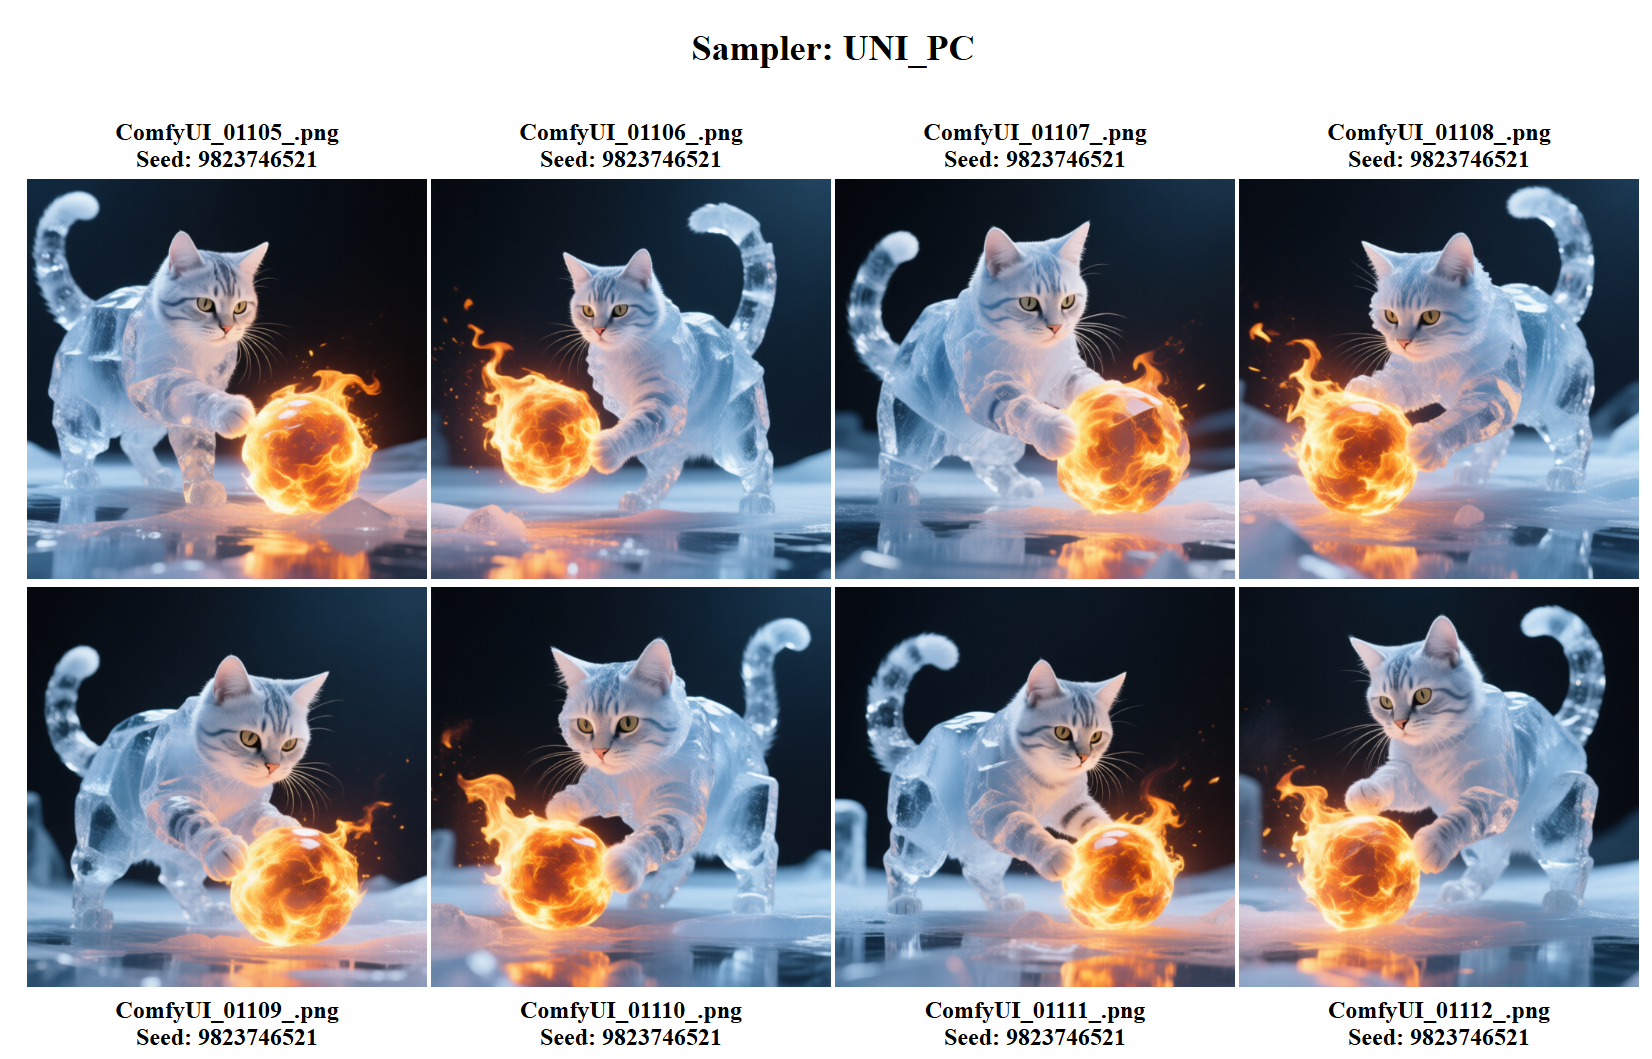 Sampler: UNI_PC
ComfyUI_01105_.png
Seed: 9823746521
ComfyUI_01106_.png
Seed: 9823746521
ComfyUI_01107_.png
Seed: 9823746521
ComfyUI_01108_.png
Seed: 9823746521
ComfyUI_01109_.png
Seed: 9823746521
ComfyUI_01110_.png
Seed: 9823746521
ComfyUI_01111_.png
Seed: 9823746521
ComfyUI_01112_.png
Seed: 9823746521